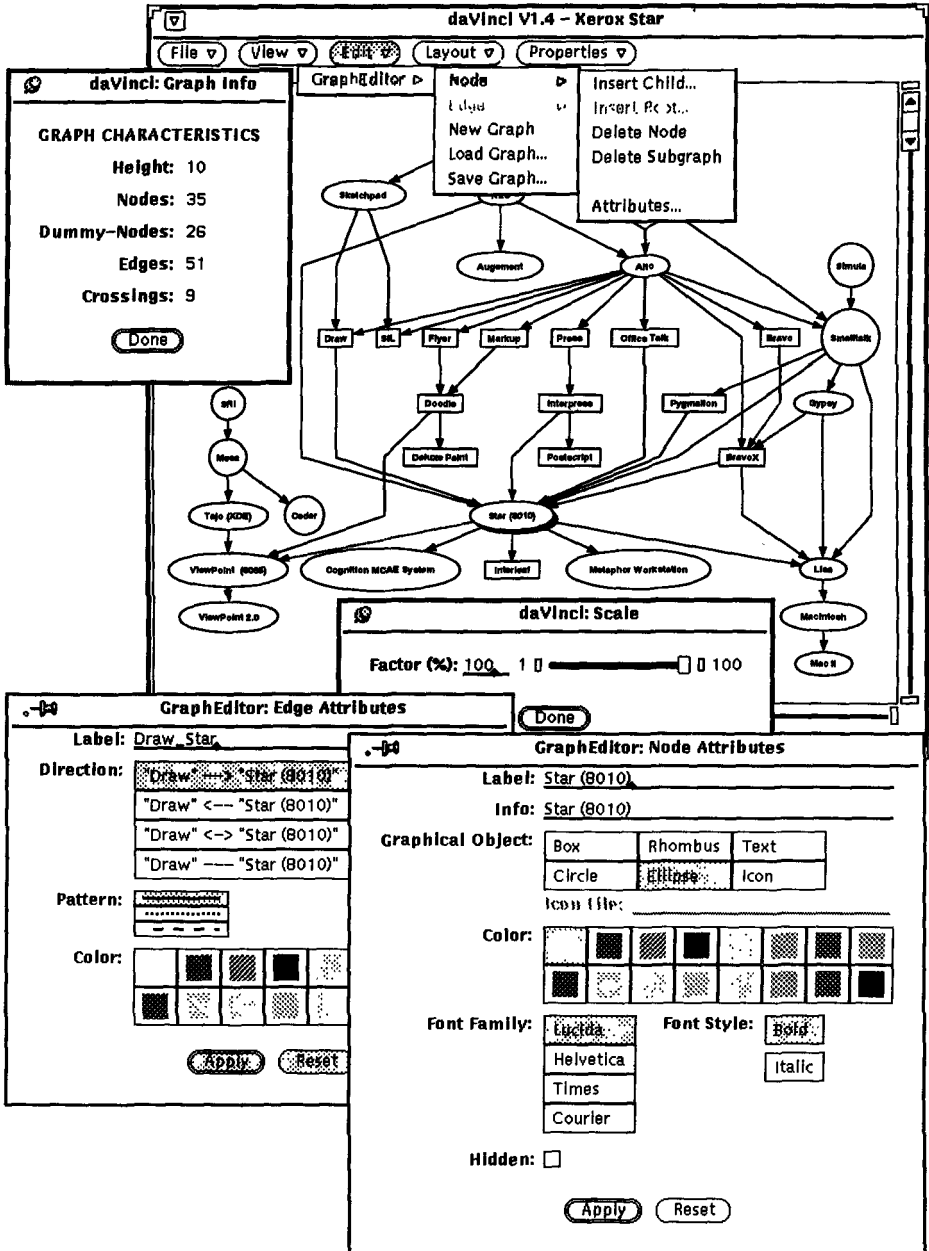 daVinci V1.4 – Xerox Star
File View Edit Layout Properties
daVinci: Graph Info
GRAPH CHARACTERISTICS
Height: 10
Nodes: 35
Dummy-Nodes: 26
Edges: 51
Crossings: 9
Done
GraphEditor
Node
Edge
New Graph
Load Graph...
Save Graph...
Insert Child...
Insert Root...
Delete Node
Delete Subgraph
Attributes...
Sketchpad
Augement
Alto
Simula
Draw SIL Flyer Markup Press Office Talk Bravo Smalltalk
SRI Doodle Interpress Pygmalion Gypsy
Mesa Deluxe Paint Postscript BravoX
Tajo (XDE) Cedar Star (8010)
ViewPoint (6085) Cognition MCAE System Interleaf Metaphor Workstation Lisa
ViewPoint 2.0 Macintosh
Mac II
daVinci: Scale
Factor (%): 100 1 100
Done
GraphEditor: Edge Attributes
Label: Draw_Star
Direction: "Draw" ---> "Star (8010)"
"Draw" <--- "Star (8010)"
"Draw" <-> "Star (8010)"
"Draw" --- "Star (8010)"
Pattern:
Color:
Apply Reset
GraphEditor: Node Attributes
Label: Star (8010)
Info: Star (8010)
Graphical Object: Box Rhombus Text
Circle Ellipse Icon
Icon File:
Color:
Font Family: Lucida Font Style: Bold
Helvetica Italic
Times
Courier
Hidden:
Apply Reset